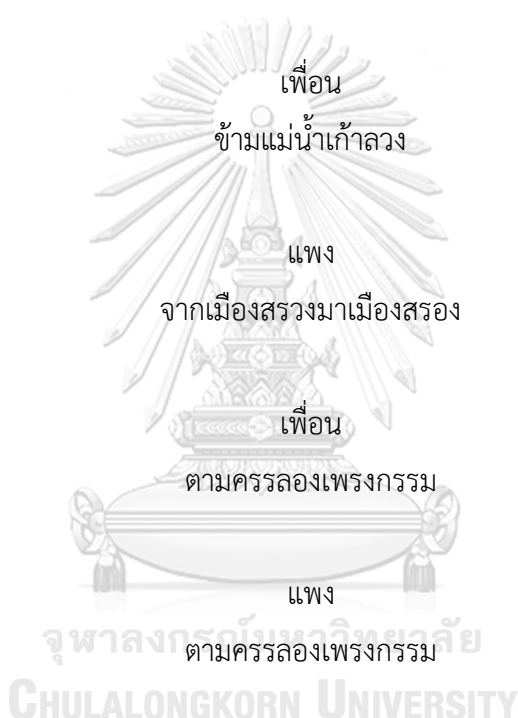 เพื่อน
ข้ามแม่น้ำเก้าลวง
แพง
จากเมืองสรวงมาเมืองสรอง
เพื่อน
ตามครรลองเพรงกรรม
แพง
ตามครรลองเพรงกรรม
จุฬาลงกรณ์มหาวิทยาลัย
CHULALONGKORN UNIVERSITY